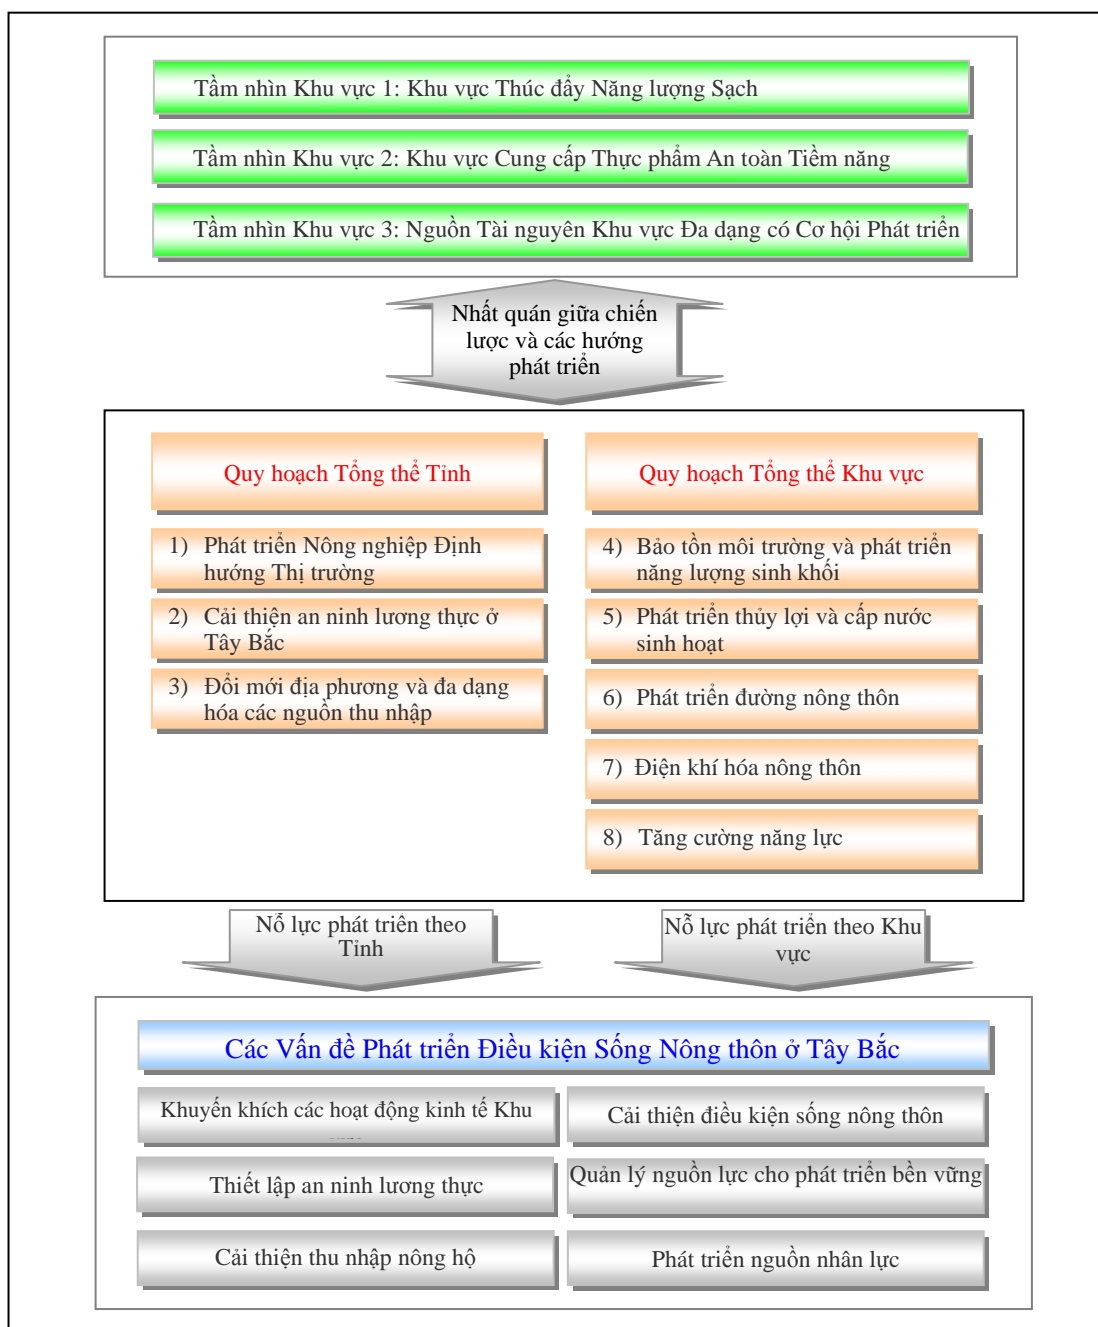 Tầm nhìn Khu vực 1: Khu vực Thúc đẩy Năng lượng Sạch
Tầm nhìn Khu vực 2: Khu vực Cung cấp Thực phẩm An toàn Tiềm năng
Tầm nhìn Khu vực 3: Nguồn Tài nguyên Khu vực Đa dạng có Cơ hội Phát triển
Nhất quán giữa chiến
lược và các hướng
phát triển
Quy hoạch Tổng thể Tỉnh
1) Phát triển Nông nghiệp Định
hướng Thị trường
2) Cải thiện an ninh lương thực ở
Tây Bắc
3) Đổi mới địa phương và đa dạng
hóa các nguồn thu nhập
Quy hoạch Tổng thể Khu vực
4) Bảo tồn môi trường và phát triển
năng lượng sinh khối
5) Phát triển thủy lợi và cấp nước
sinh hoạt
6) Phát triển đường nông thôn
7) Điện khí hóa nông thôn
8) Tăng cường năng lực
Nỗ lực phát triên theo
Tỉnh
Nỗ lực phát triển theo Khu
vực
Các Vấn đề Phát triển Điều kiện Sống Nông thôn ở Tây Bắc
Khuyến khích các hoạt động kinh tế Khu
Cải thiện điều kiện sống nông thôn
Thiết lập an ninh lương thực
Quản lý nguồn lực cho phát triển bền vững
Cải thiện thu nhập nông hộ
Phát triển nguồn nhân lực